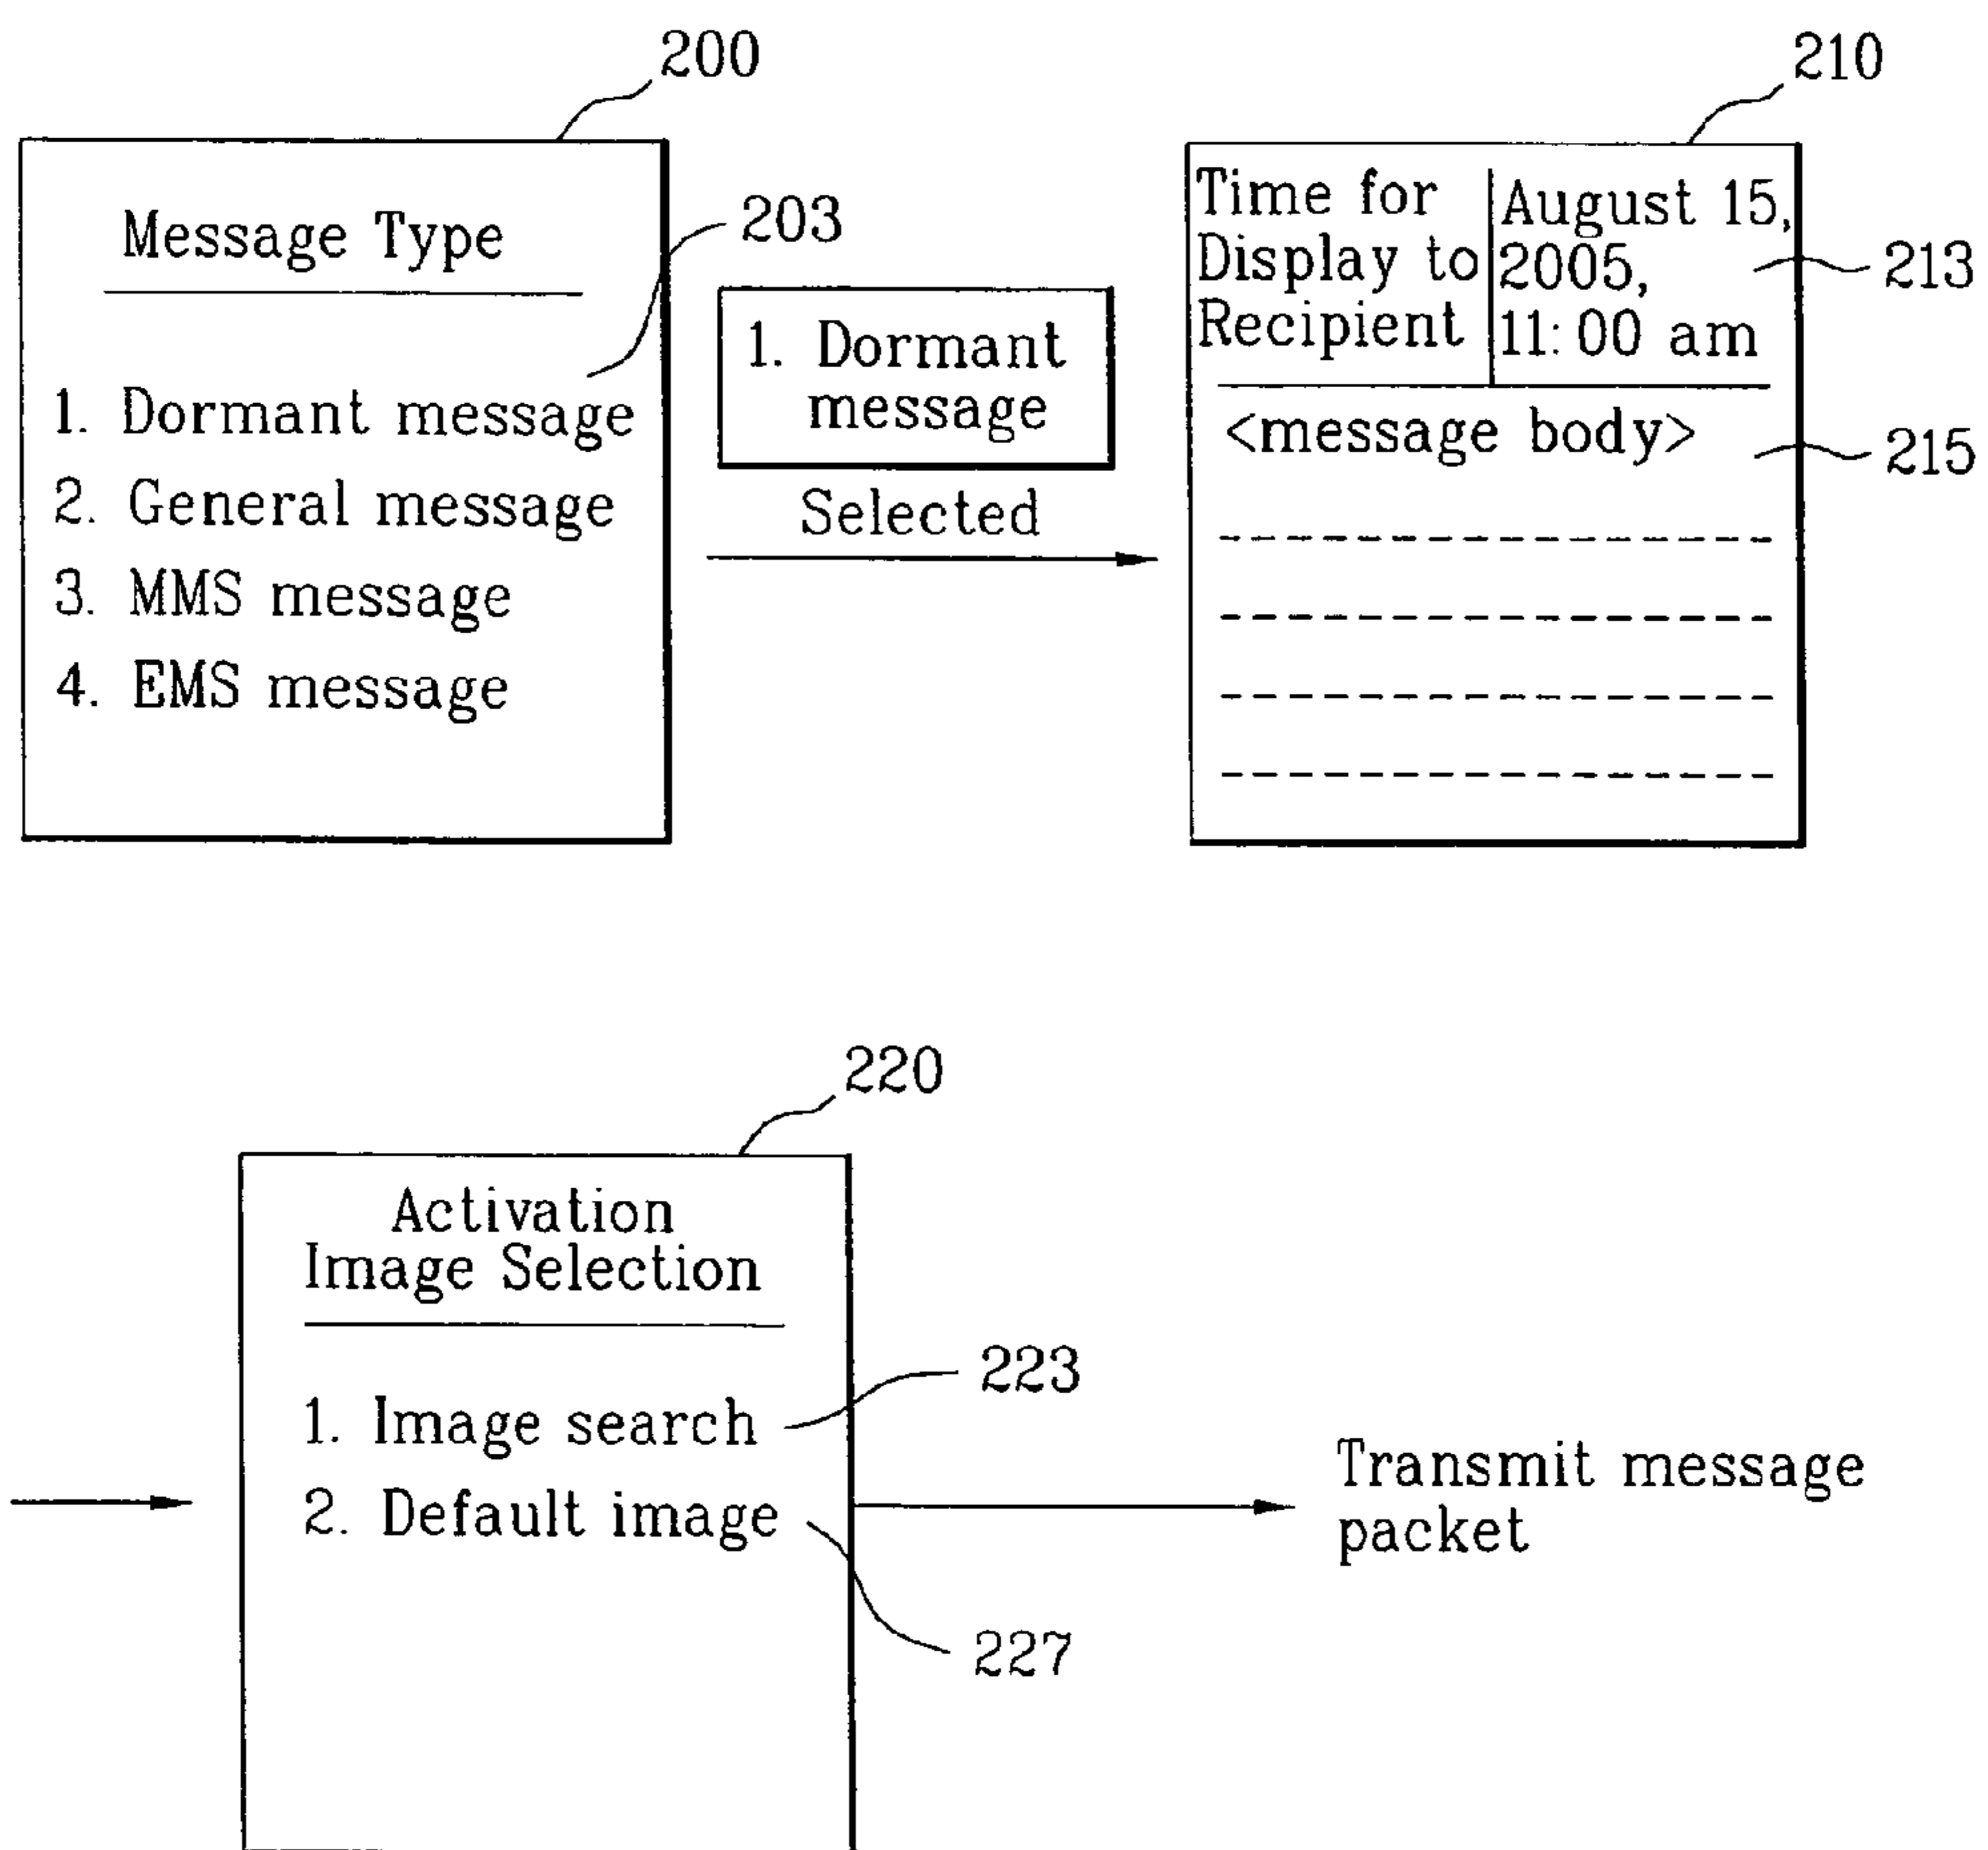 200
Message Type
203
1. Dormant message
2. General message
3. MMS message
4. EMS message
1. Dormant
message
Selected
210
Time for
Display to
Recipient
August 15,
2005,
11:00 am
213
<message body>
215
220
Activation
Image Selection
1. Image search
223
2. Default image
227
Transmit message
packet